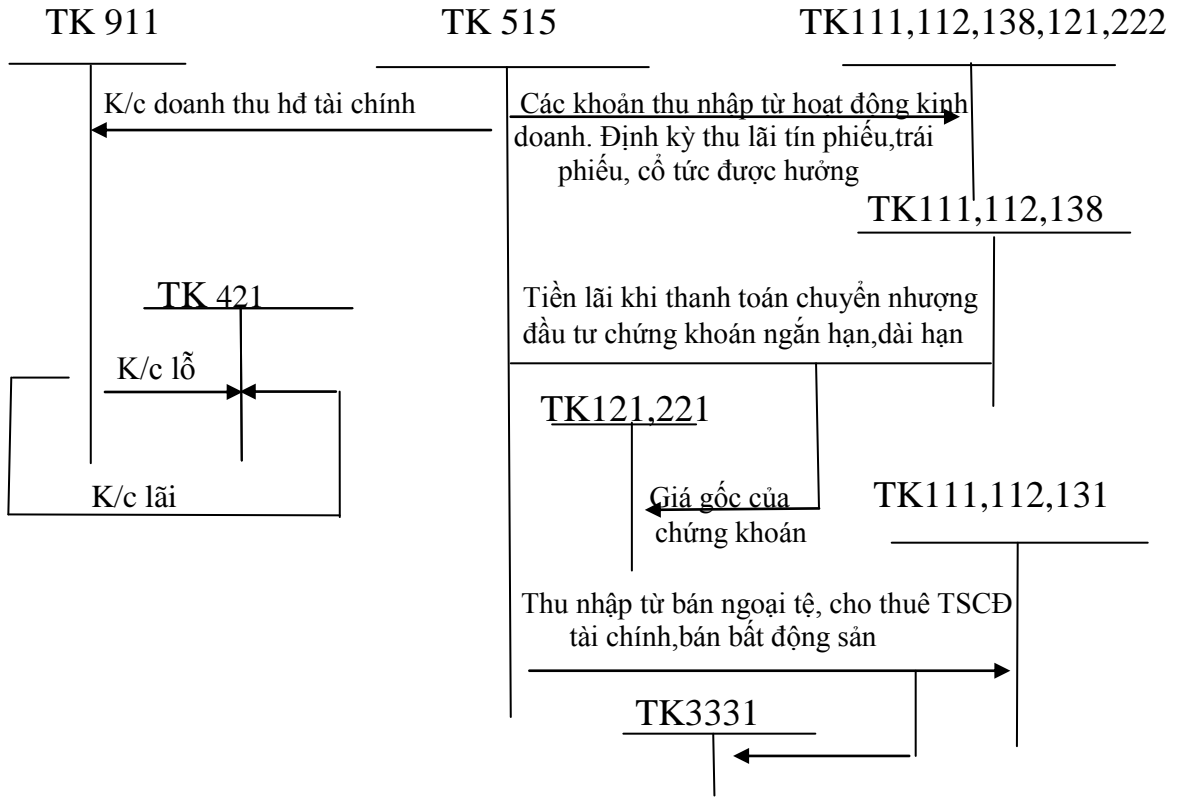 TK 911
TK 515
TK111,112,138,121,222
K/c doanh thu hđ tài chính
Các khoản thu nhập từ hoạt động kinh
doanh. Định kỳ thu lãi tín phiếu,trái
phiếu, cổ tức được hưởng
TK111,112,138
TK 421
Tiền lãi khi thanh toán chuyển nhượng
đầu tư chứng khoán ngắn hạn,dài hạn
K/c lỗ
TK121,221
K/c lãi
Giá gốc của
chứng khoán
TK111,112,131
Thu nhập từ bán ngoại tệ, cho thuê TSCĐ
tài chính,bán bất động sản
TK3331